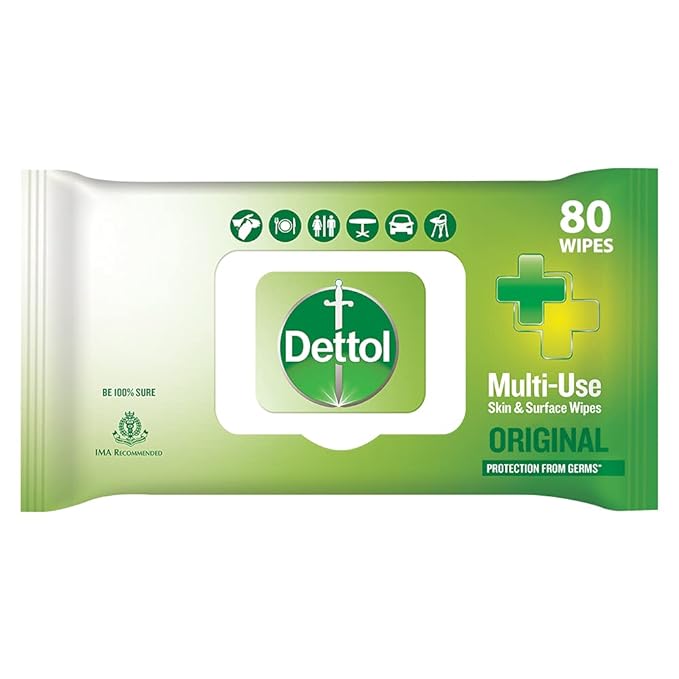 80
WIPES
Dettol
Multi-Use
Skin & Surface Wipes
ORIGINAL
PROTECTION FROM GERMS**
BE 100% SURE
IMA RECOMMENDED